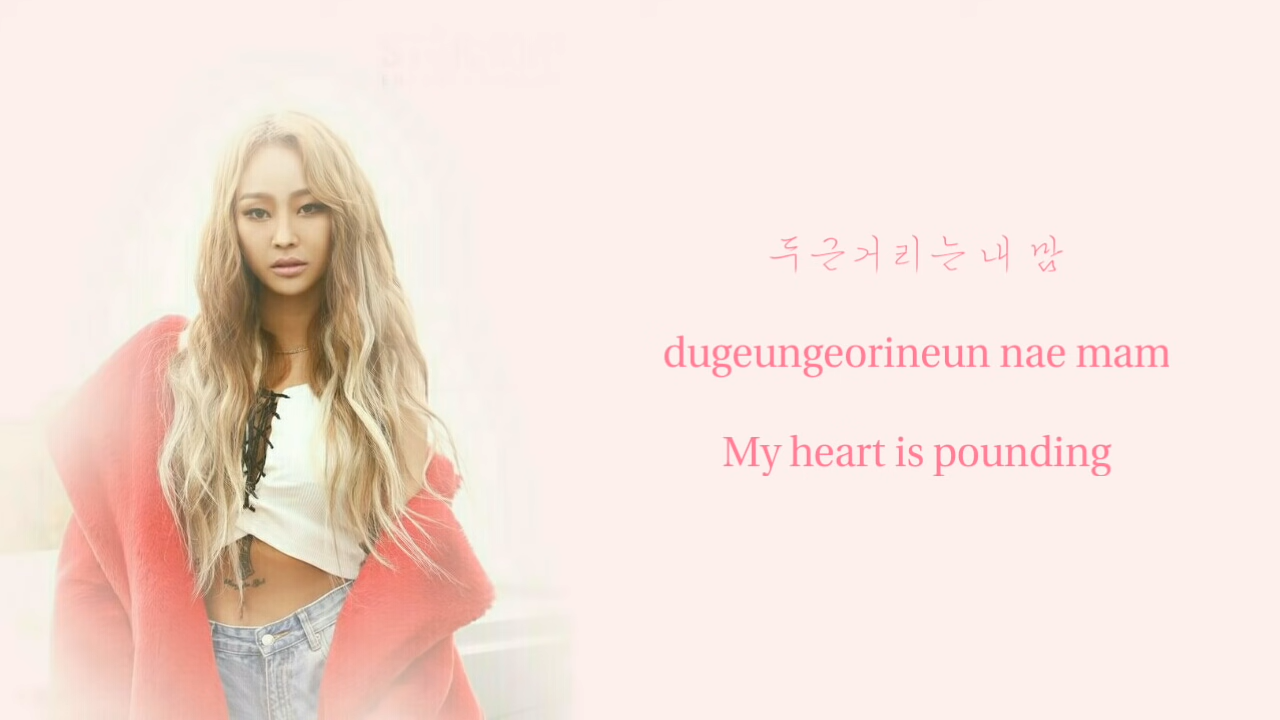 두근거리는 내 맘
dugeungeorineun nae mam
My heart is pounding